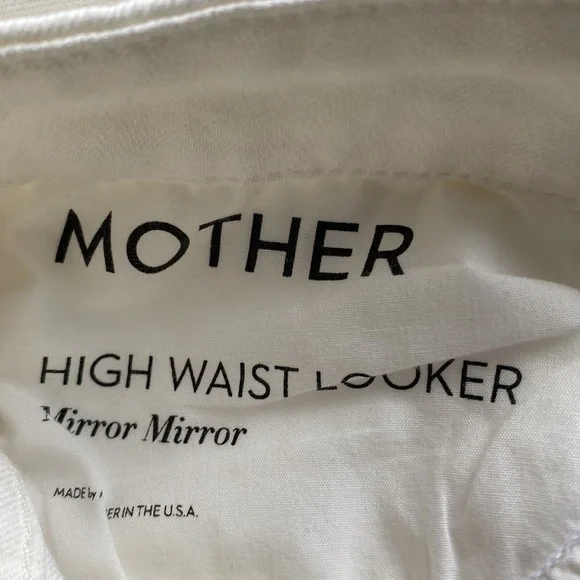 MOTHER
HIGH WAIST LOOKER
Mirror Mirror
MADE by
IN THE U.S.A.